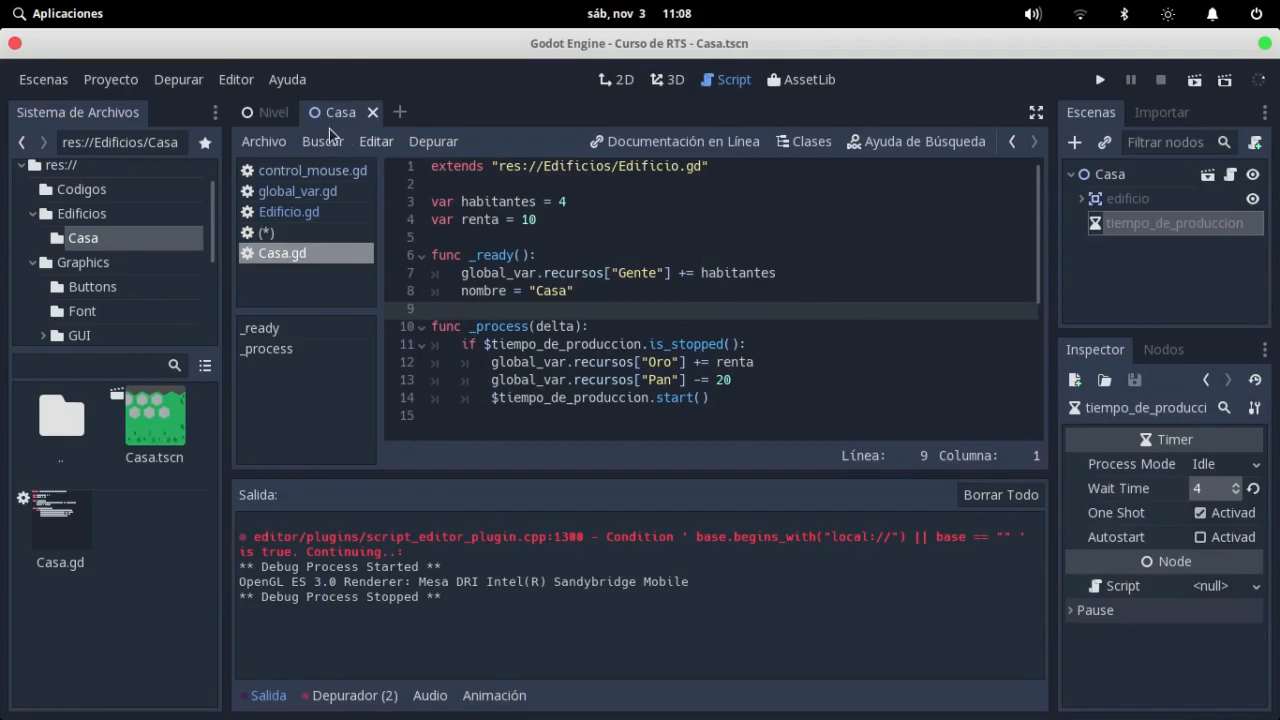 Aplicaciones
sáb, nov 3 11:08
Godot Engine - Curso de RTS - Casa.tscn
Escenas Proyecto Depurar Editor Ayuda
2D 3D Script AssetLib
Sistema de Archivos
Nivel Casa
Escenas Importar
res://Edificios/Casa
Archivo Buscar Editar Depurar
Documentación en Línea Clases Ayuda de Búsqueda
Filtrar nodos
res://
Codigos
Edificios
Casa
Graphics
Buttons
Font
GUI
control_mouse.gd
global_var.gd
Edificio.gd
(*)
Casa.gd
_ready
_process
1 extends "res://Edificios/Edificio.gd"
2
3 var habitantes = 4
4 var renta = 10
5
6 func _ready():
7 global_var.recursos["Gente"] += habitantes
8 nombre = "Casa"
9
10 func _process(delta):
11 if $tiempo_de_produccion.is_stopped():
12 global_var.recursos["Oro"] += renta
13 global_var.recursos["Pan"] -= 20
14 $tiempo_de_produccion.start()
15
Línea: 9 Columna: 1
Casa
edificio
tiempo_de_produccion
..
Casa.tscn
Casa.gd
Salida:
Borrar Todo
editor/plugins/script_editor_plugin.cpp:1300 - Condition ' base.begins_with("local://") || base == "" '
is true. Continuing..:
** Debug Process Started **
OpenGL ES 3.0 Renderer: Mesa DRI Intel(R) Sandybridge Mobile
** Debug Process Stopped **
Salida Depurador (2) Audio Animación
Inspector Nodos
tiempo_de_producci
Timer
Process Mode Idle
Wait Time 4
One Shot Activad
Autostart Activad
Node
Script <null>
Pause